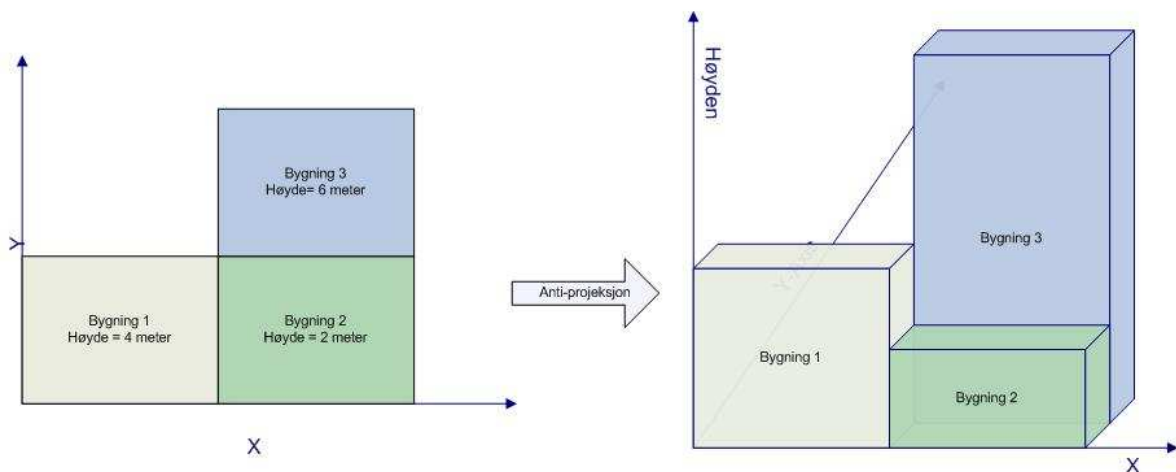 Y
Bygning 3
Høyde= 6 meter
Bygning 1
Høyde = 4 meter
Bygning 2
Høyde = 2 meter
X
Anti-projeksjon
Høyden
Y-Axis
Bygning 3
Bygning 1
Bygning 2
X